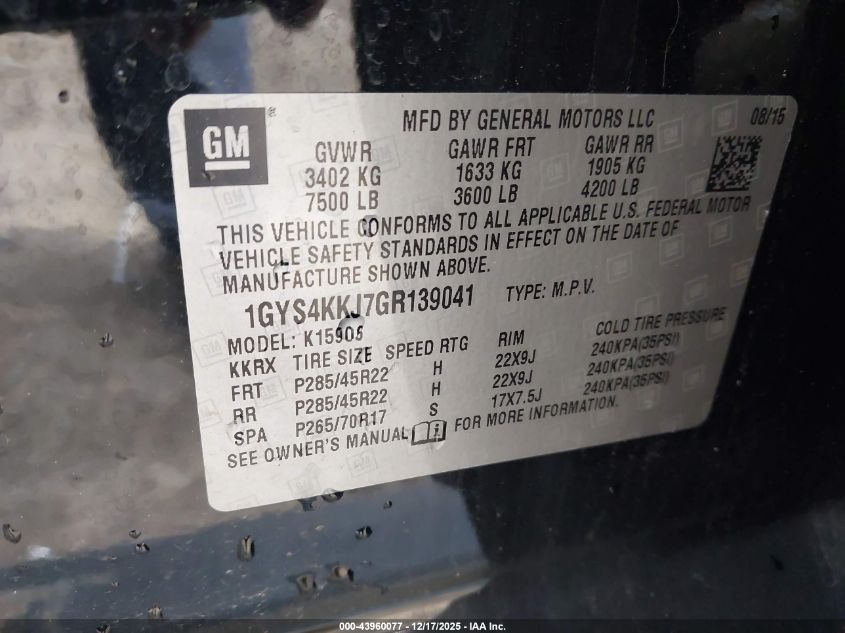 GM
MFD BY GENERAL MOTORS LLC 08/15
GVWR GAWR FRT GAWR RR
3402 KG 1633 KG 1905 KG
7500 LB 3600 LB 4200 LB
THIS VEHICLE CONFORMS TO ALL APPLICABLE U.S. FEDERAL MOTOR
VEHICLE SAFETY STANDARDS IN EFFECT ON THE DATE OF
MANUFACTURE SHOWN ABOVE.
1GYS4KKJ7GR139041 TYPE: M.P.V.
MODEL: K15906
KKRX TIRE SIZE SPEED RTG RIM COLD TIRE PRESSURE
FRT P285/45R22 H 22X9J 240KPA(35PSI)
RR P285/45R22 H 22X9J 240KPA(35PSI)
SPA P265/70R17 S 17X7.5J 240KPA(35PSI)
SEE OWNER'S MANUAL FOR MORE INFORMATION.
000-43960077 - 12/17/2025 - IAA Inc.